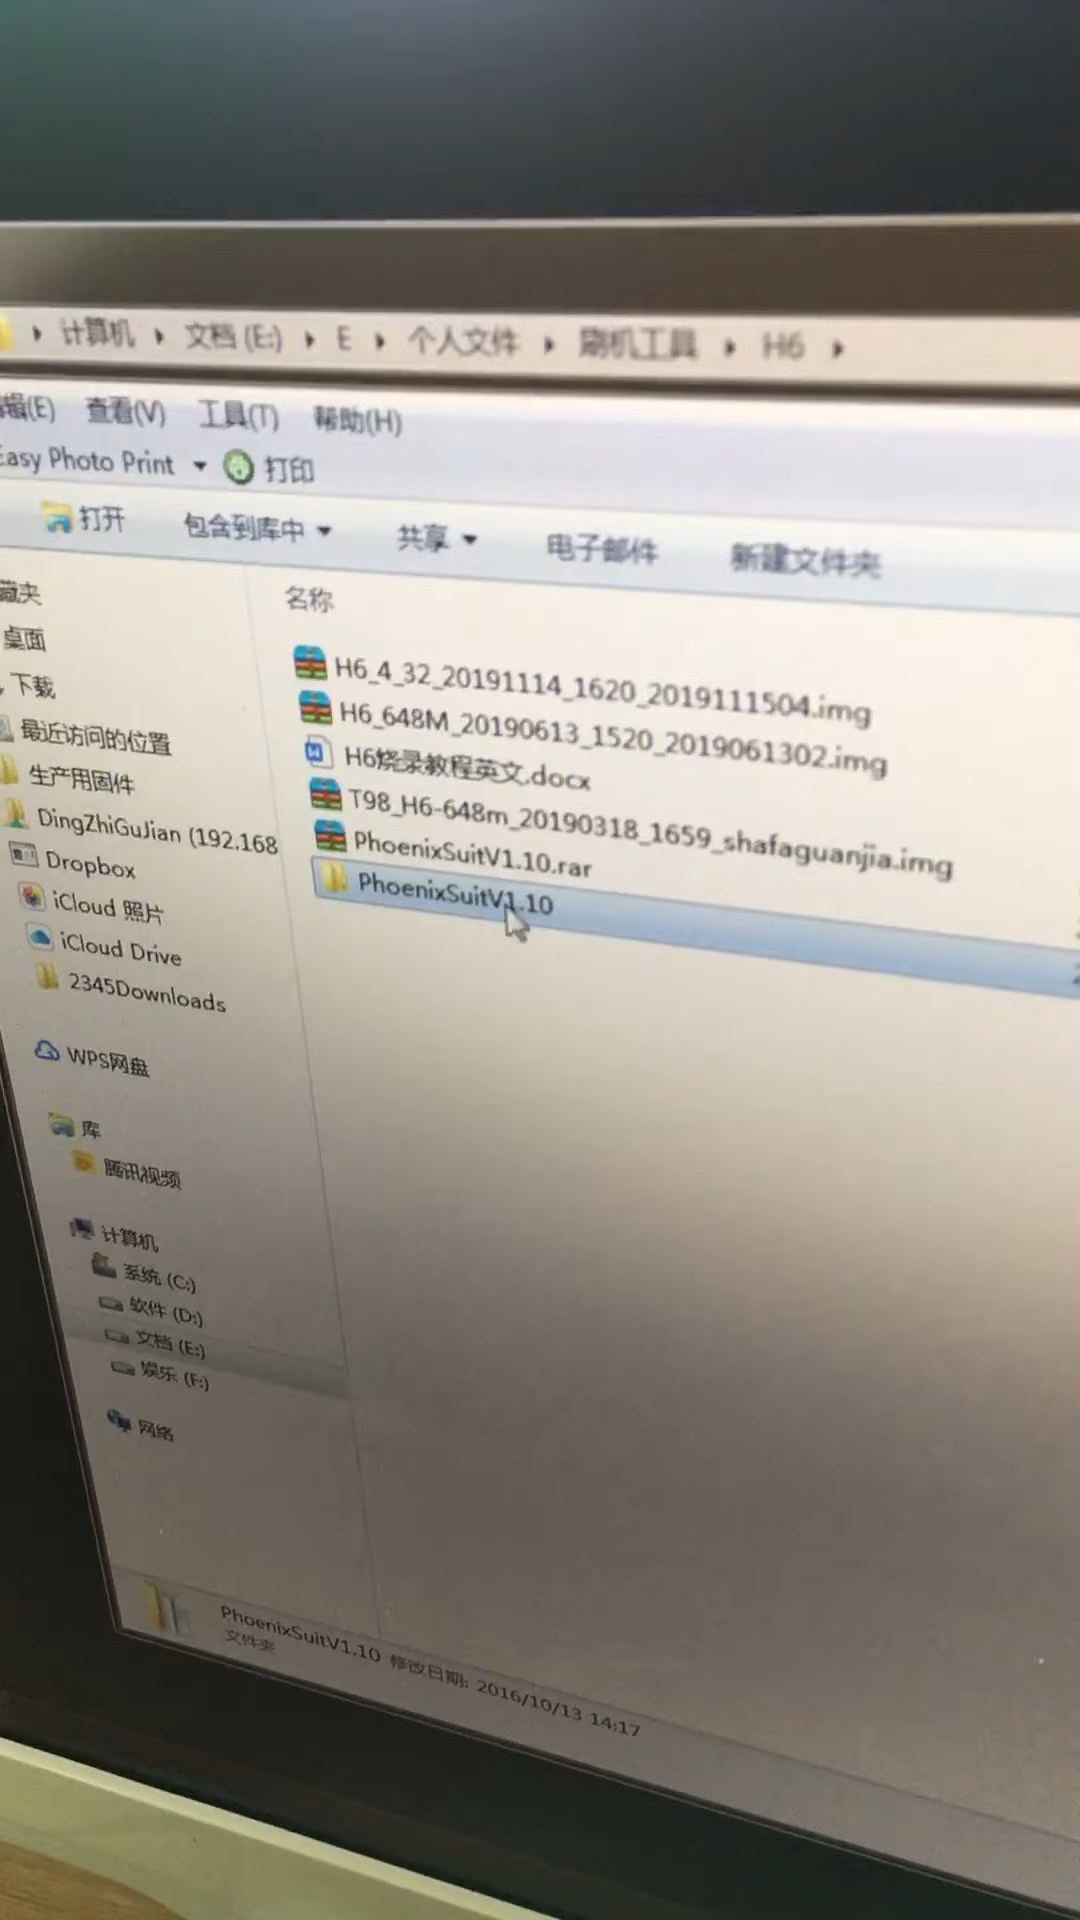 计算机 ▸ 文档 (E:) ▸ E ▸ 个人文件 ▸ 刷机工具 ▸ H6 ▸
编辑(E) 查看(V) 工具(T) 帮助(H)
Easy Photo Print 打印
打开 包含到库中 共享 电子邮件 新建文件夹
名称
H6_4_32_20191114_1620_2019111504.img
H6_648M_20190613_1520_2019061302.img
H6烧录教程英文.docx
T98_H6-648m_20190318_1659_shafaguanjia.img
PhoenixSuitV1.10.rar
PhoenixSuitV1.10
藏夹
桌面
下载
最近访问的位置
生产用固件
DingZhiGuJian (192.168
Dropbox
iCloud 照片
iCloud Drive
2345Downloads
WPS网盘
库
腾讯视频
计算机
系统 (C:)
软件 (D:)
文档 (E:)
娱乐 (F:)
网络
PhoenixSuitV1.10 修改日期: 2016/10/13 14:17
文件夹